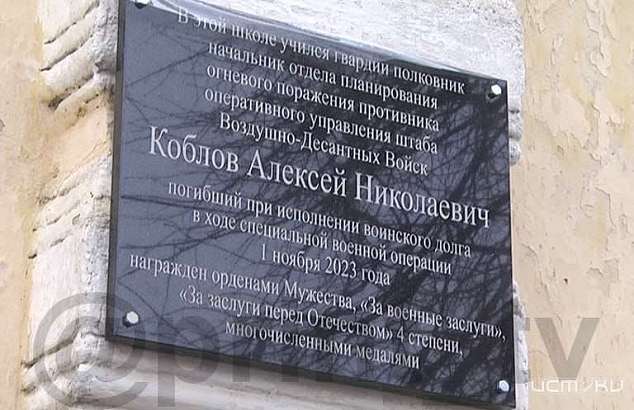 В этой школе учился гвардии полковник
начальник отдела планирования
огневого поражения противника
оперативного управления штаба
Воздушно-Десантных Войск
Коблов Алексей Николаевич
погибший при исполнении воинского долга
в ходе специальной военной операции
1 ноября 2023 года
награжден орденами Мужества, «За военные заслуги»,
«За заслуги перед Отечеством» 4 степени,
многочисленными медалями
истоки